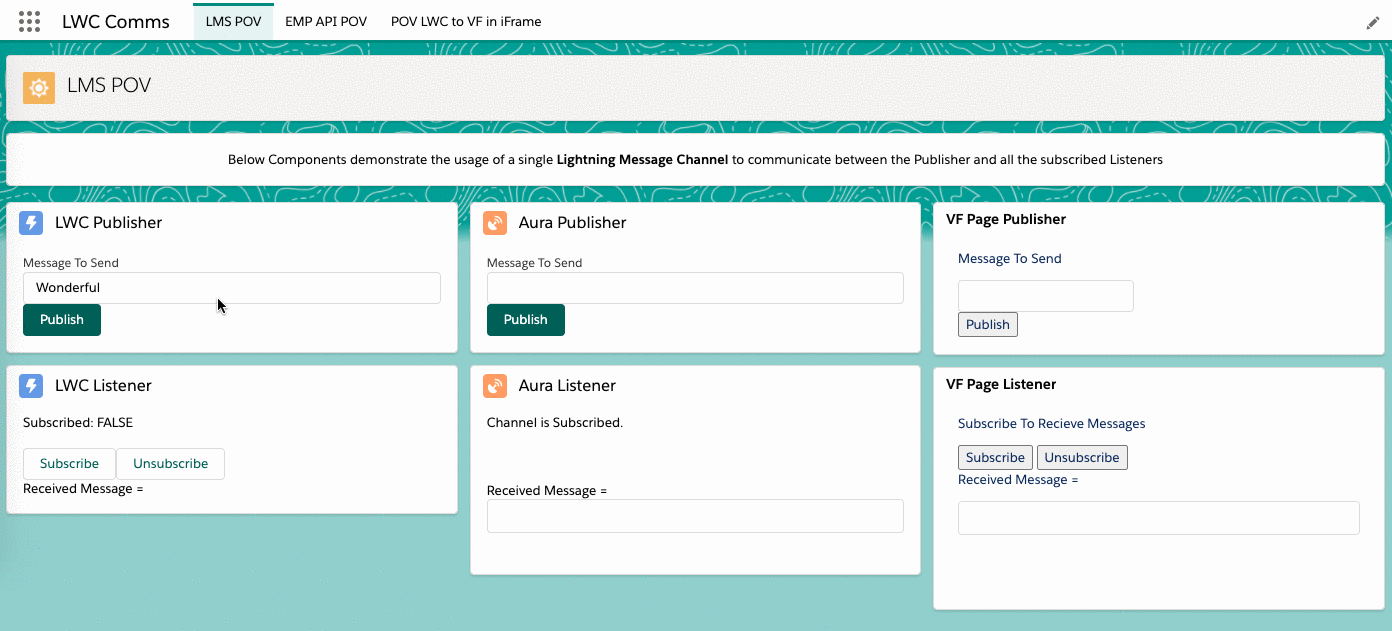 LWC Comms
LMS POV
EMP API POV
POV LWC to VF in iFrame
LMS POV
Below Components demonstrate the usage of a single Lightning Message Channel to communicate between the Publisher and all the subscribed Listeners
LWC Publisher
Message To Send
Wonderful
Publish
Aura Publisher
Message To Send
Publish
VF Page Publisher
Message To Send
Publish
LWC Listener
Subscribed: FALSE
Subscribe Unsubscribe
Received Message =
Aura Listener
Channel is Subscribed.
Received Message =
VF Page Listener
Subscribe To Recieve Messages
Subscribe Unsubscribe
Received Message =